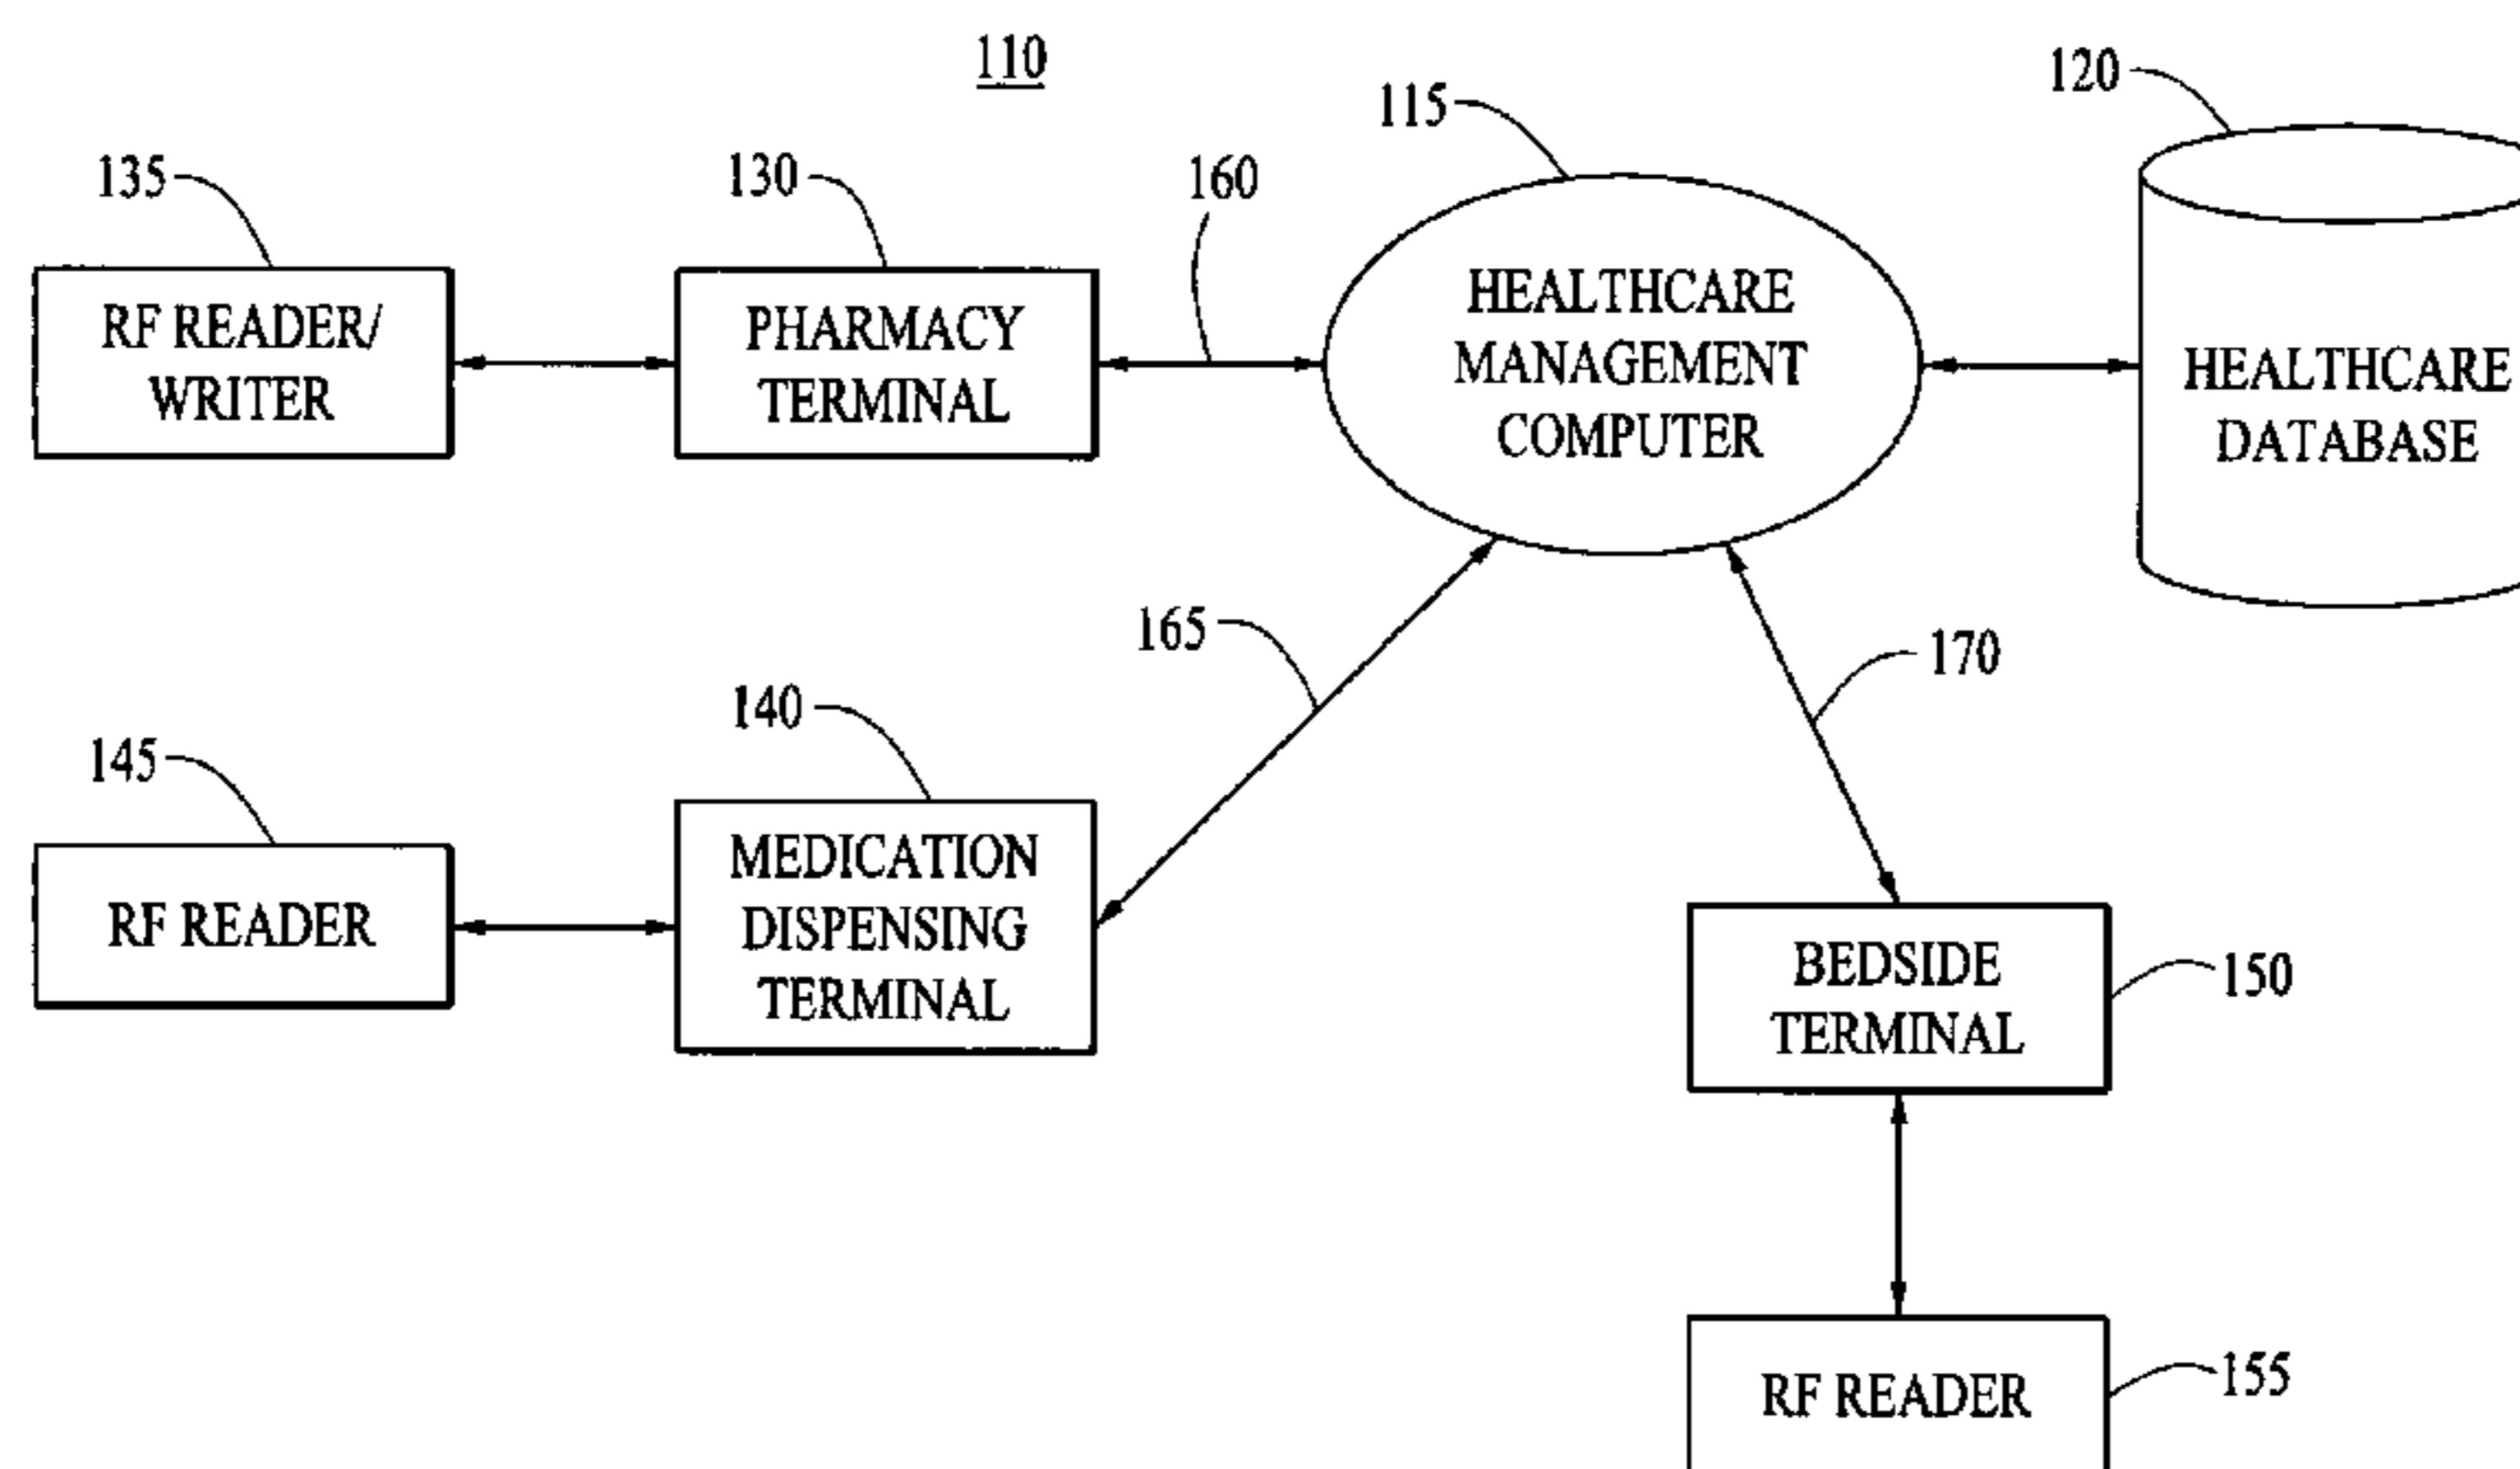 110
120
115
135
130
160
RF READER/
WRITER
PHARMACY
TERMINAL
HEALTHCARE
MANAGEMENT
COMPUTER
HEALTHCARE
DATABASE
165
170
140
145
MEDICATION
DISPENSING
TERMINAL
RF READER
BEDSIDE
TERMINAL
150
RF READER
155